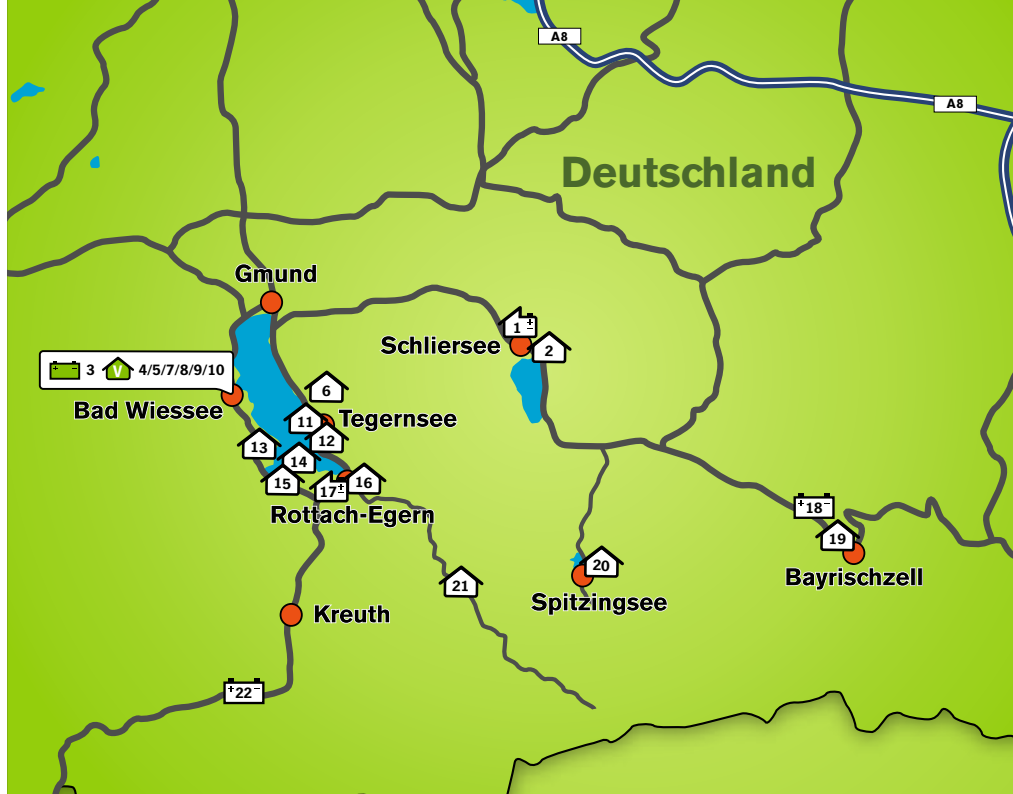 A8
A8
Deutschland
Gmund
1 + −
Schliersee
2
+ − 3 V 4/5/7/8/9/10
6
Bad Wiessee
11
Tegernsee
12
13
14
15
16
17 + −
Rottach-Egern
+18−
19
20
Bayrischzell
21
Spitzingsee
Kreuth
+22−